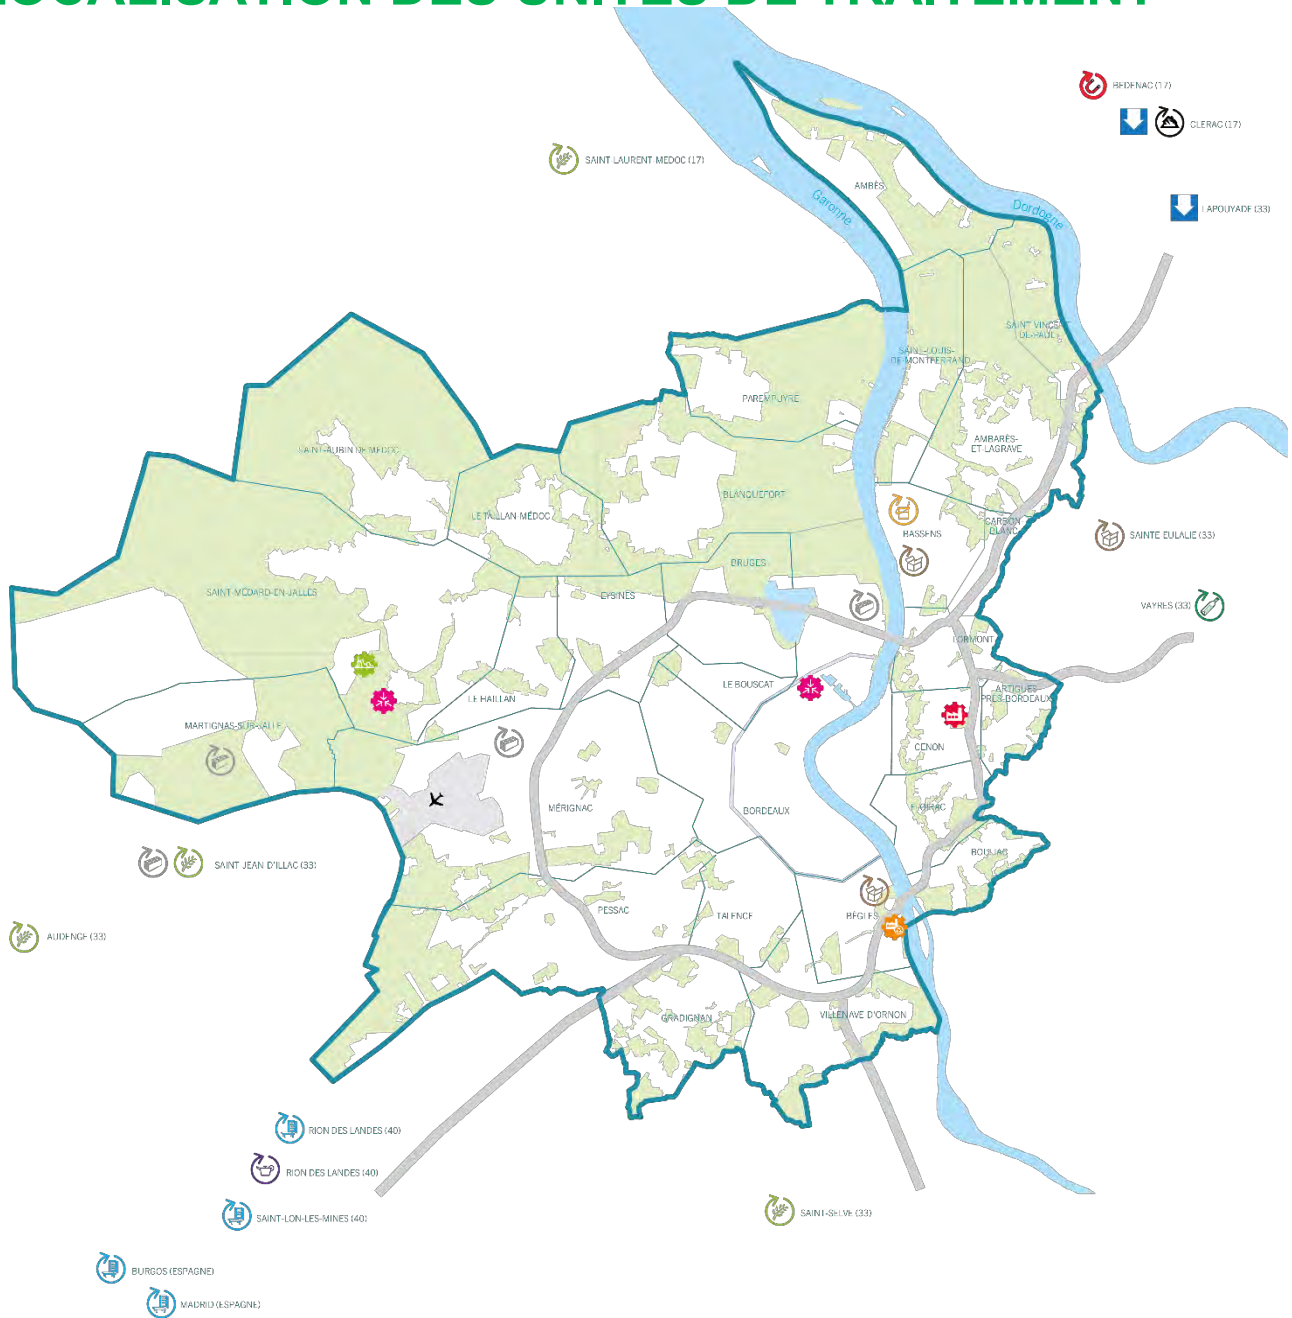 LOCALISATION DES UNITÉS DE TRAITEMENT
BEDENAC (17)
CLERAC (17)
SAINT-LAURENT-MEDOC (17)
AMBÈS
Garonne
Dordogne
LAPOUYADE (33)
SAINT VINCENT
DE-PAUL
SAINT-LOUIS-
DE-MONTFERRAND
PAREMPUYRE
AMBARÈS-
ET-LAGRAVE
SAINT-AUBIN DE MÉDOC
BLANQUEFORT
LE TAILLAN-MÉDOC
CARBON
BLANC
BASSENS
SAINTE EULALIE (33)
BRUGES
SAINT-MÉDARD-EN-JALLES
EYSINES
VAYRES (33)
LORMONT
LE BOUSCAT
ARTIGUES
PRÈS-BORDEAUX
LE HAILLAN
MARTIGNAS-SUR-JALLE
CENON
MÉRIGNAC
BORDEAUX
FLOIRAC
BOULIAC
SAINT JEAN D'ILLAC (33)
PESSAC
TALENCE
BÈGLES
AUDENGE (33)
GRADIGNAN
VILLENAVE D'ORNON
RION DES LANDES (40)
RION DES LANDES (40)
SAINT-LON-LES-MINES (40)
SAINT-SELVE (33)
BURGOS (ESPAGNE)
MADRID (ESPAGNE)